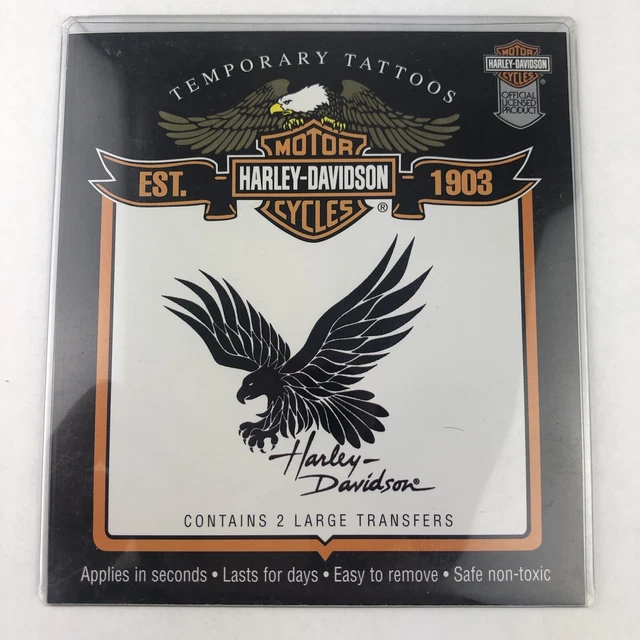 TEMPORARY TATTOOS
MOTOR
HARLEY-DAVIDSON
CYCLES
®
OFFICIAL
LICENSED
PRODUCT
MOTOR
EST. HARLEY-DAVIDSON 1903
CYCLES ®
Harley-
Davidson®
CONTAINS 2 LARGE TRANSFERS
Applies in seconds • Lasts for days • Easy to remove • Safe non-toxic